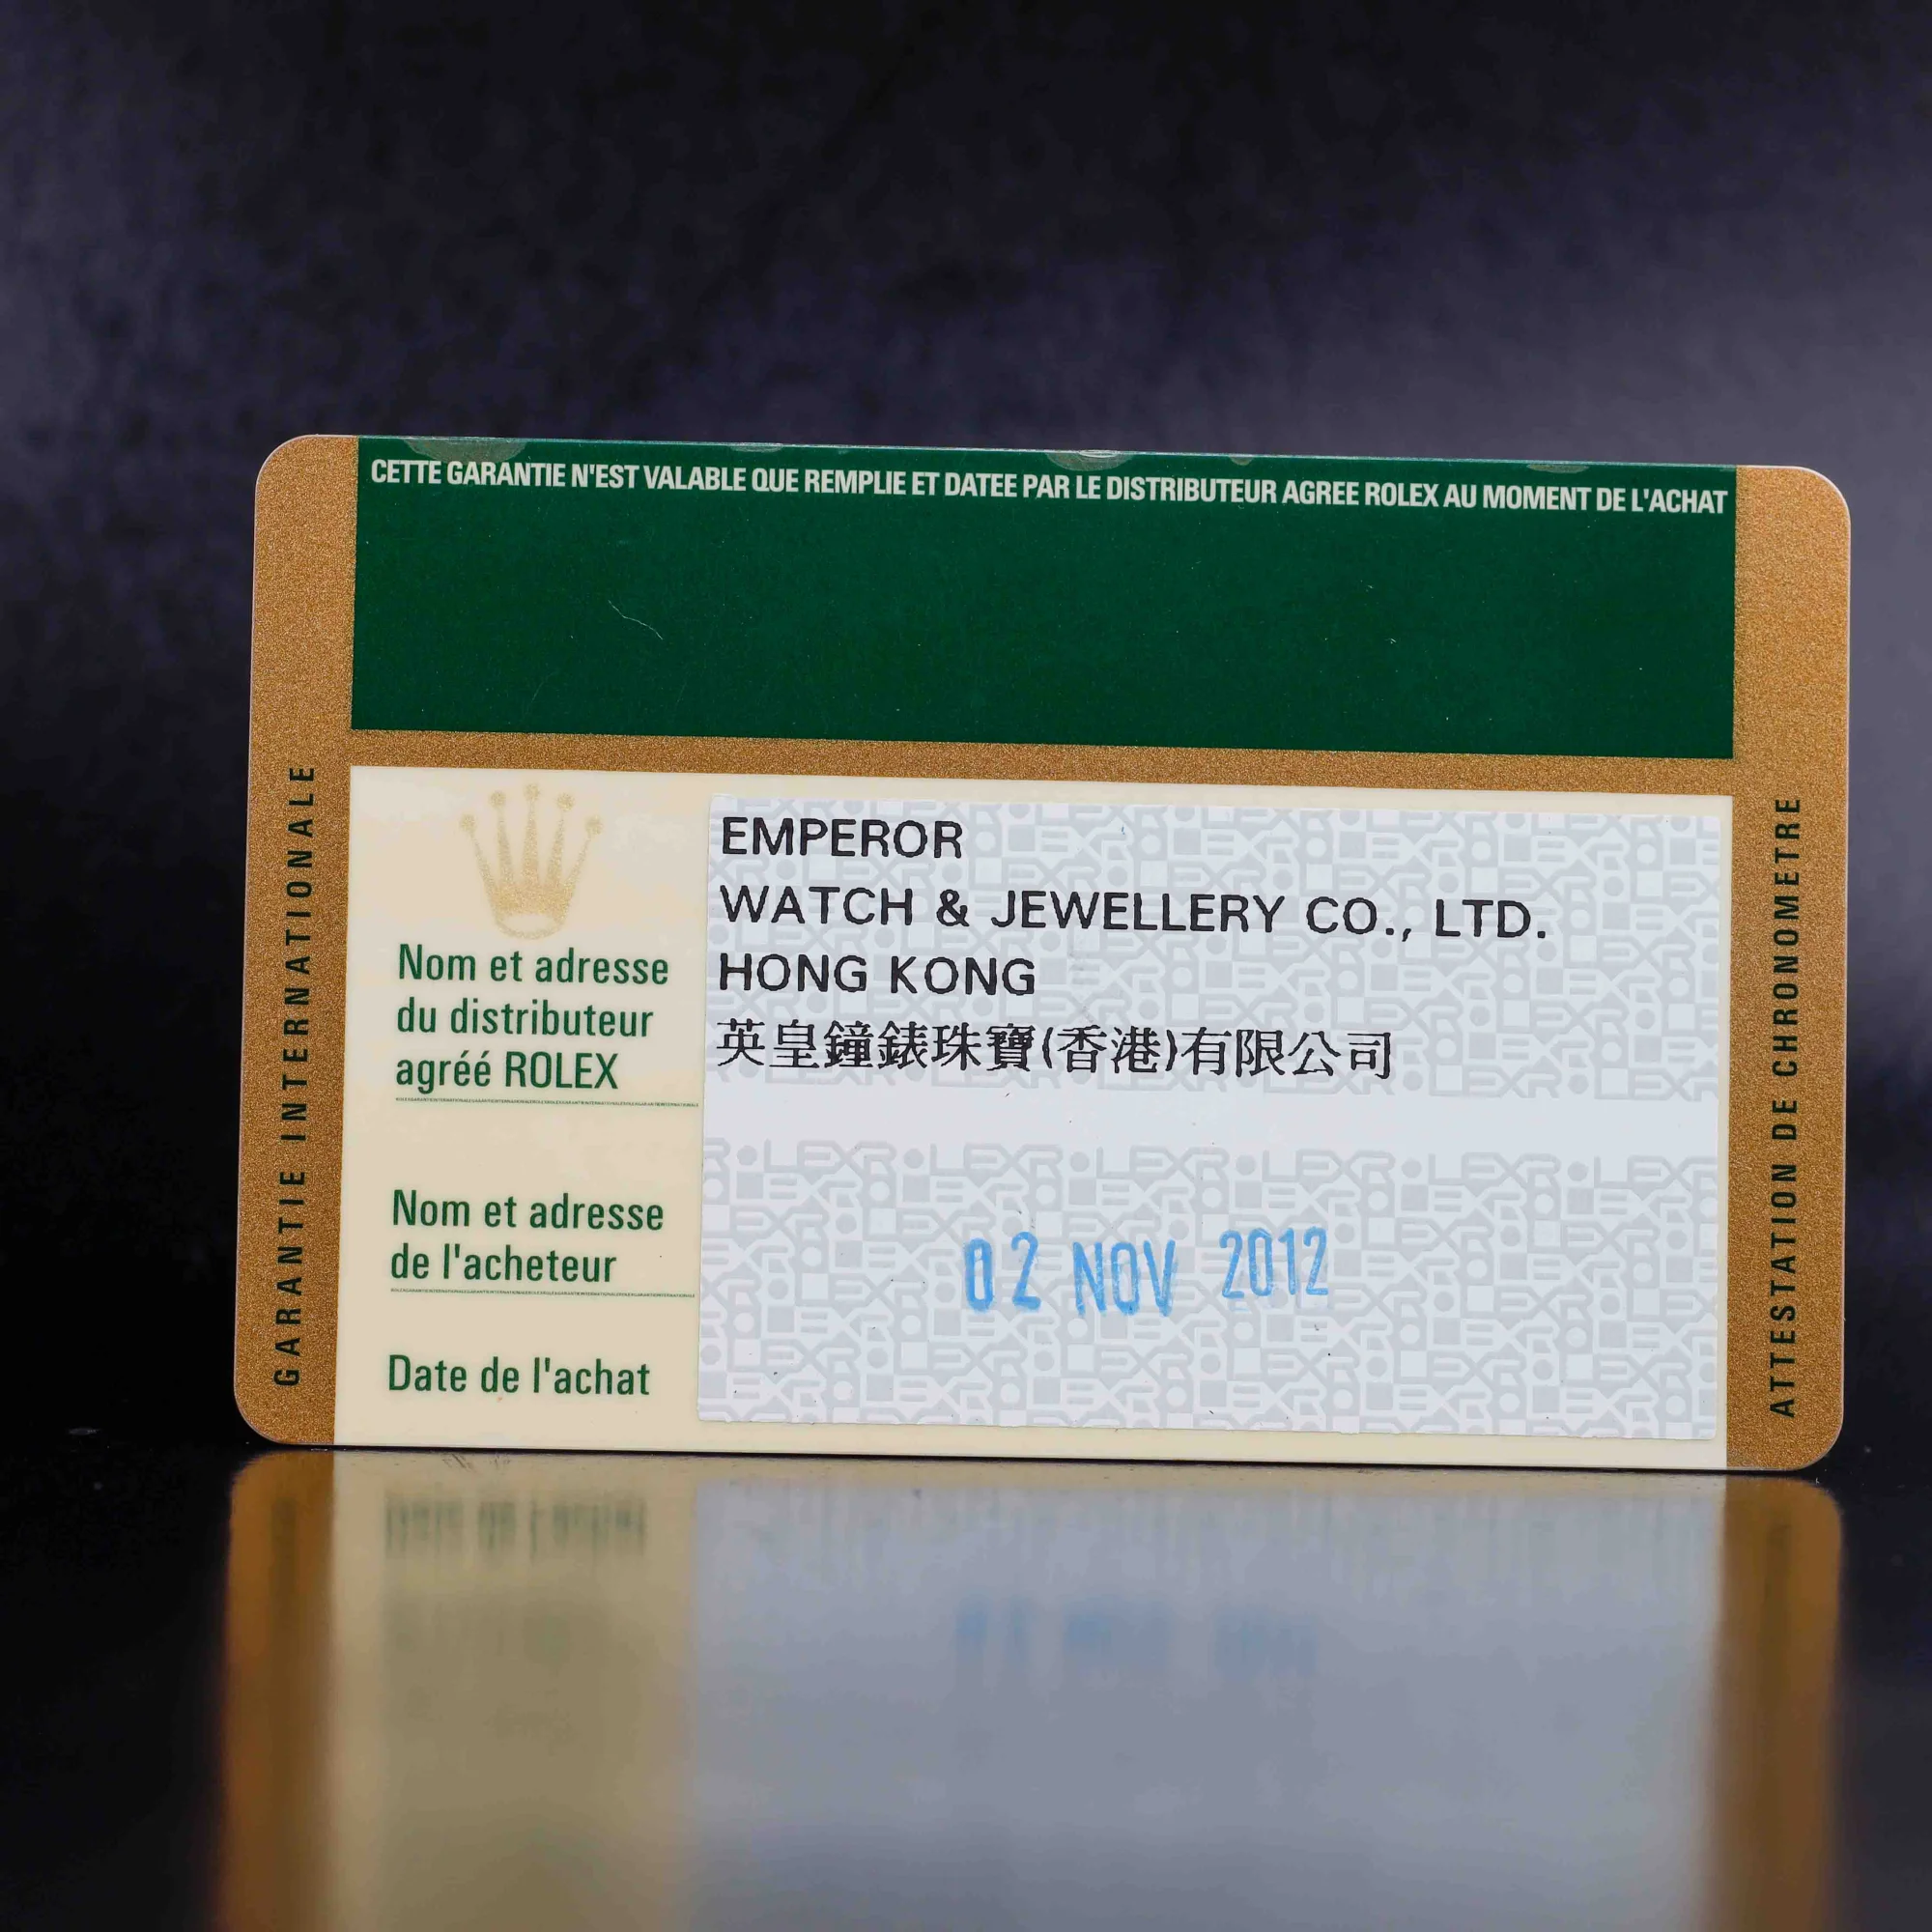 CETTE GARANTIE N'EST VALABLE QUE REMPLIE ET DATEE PAR LE DISTRIBUTEUR AGREE ROLEX AU MOMENT DE L'ACHAT
GARANTIE INTERNATIONALE
Nom et adresse
du distributeur
agréé ROLEX
EMPEROR
WATCH & JEWELLERY CO., LTD.
HONG KONG
英皇鐘錶珠寶(香港)有限公司
Nom et adresse
de l'acheteur
02 NOV 2012
Date de l'achat
ATTESTATION DE CHRONOMETRE